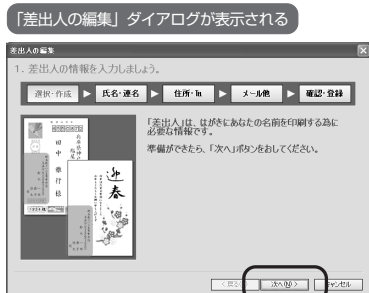 「差出人の編集」ダイアログが表示される
差出人の編集
1. 差出人の情報を入力しましょう。
選択・作成 ▶ 氏名・連名 ▶ 住所・℡ ▶ メール他 ▶ 確認・登録
「差出人」は、はがきにあなたの名前を印刷する為に
必要な情報です。
準備ができたら、「次へ」ボタンをおしてください。
田中雅行様
迎春
次へ(N) >
キャンセル